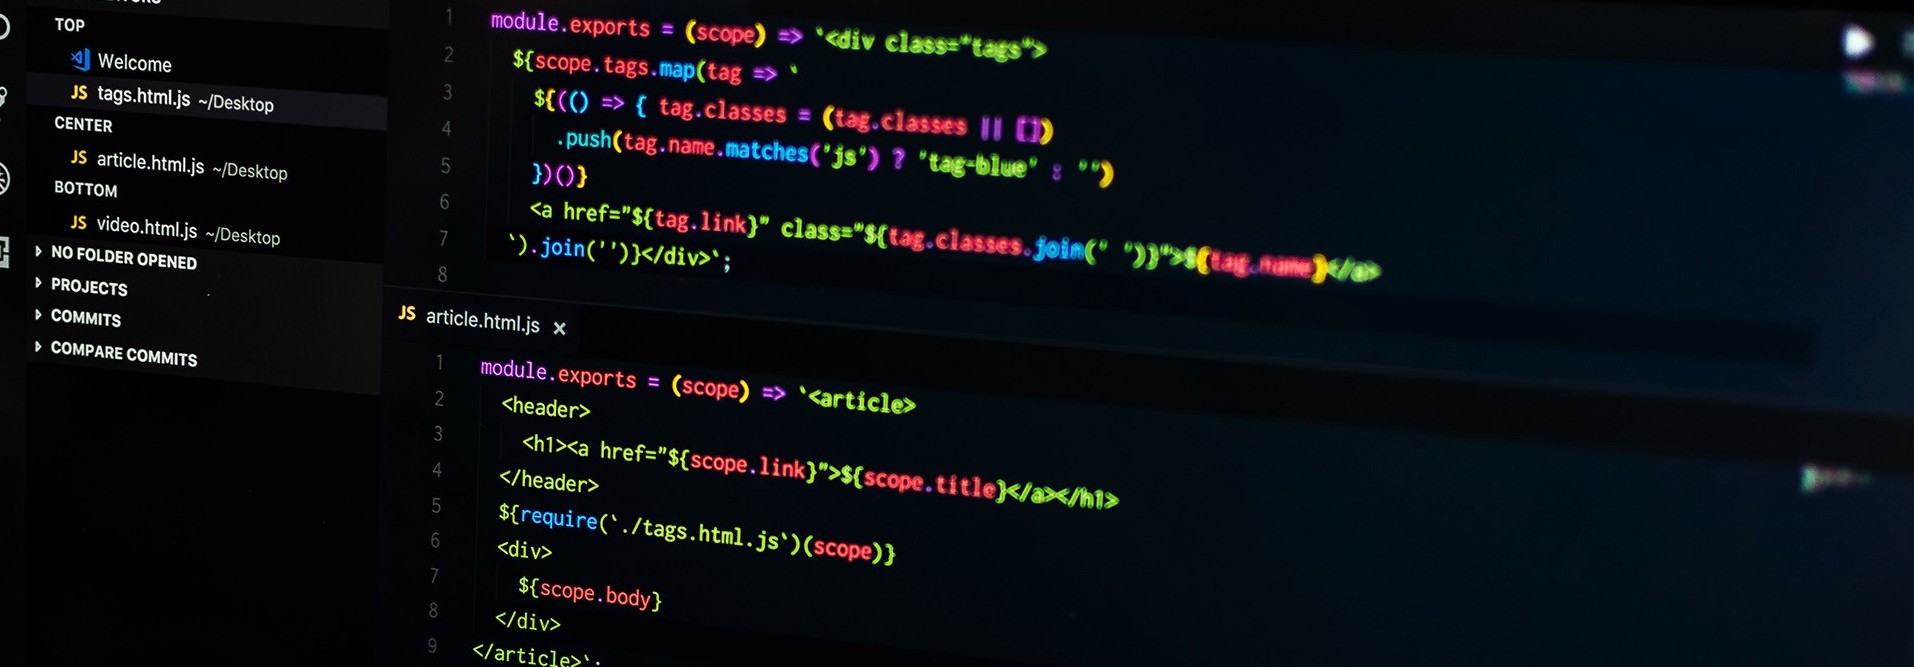 TOP
Welcome
JS tags.html.js ~/Desktop
CENTER
JS article.html.js ~/Desktop
BOTTOM
JS video.html.js ~/Desktop
NO FOLDER OPENED
PROJECTS
COMMITS
COMPARE COMMITS
1 module.exports = (scope) => `<div class="tags">
2 ${scope.tags.map(tag => `
3 ${(() => { tag.classes = (tag.classes || [])
4 .push(tag.name.matches('js') ? 'tag-blue' : '')
5 })()}
6 <a href="${tag.link}" class="${tag.classes.join(' ')}">${tag.name}</a>
7 `).join('')}</div>`;
8
JS article.html.js ×
1 module.exports = (scope) => `<article>
2 <header>
3 <h1><a href="${scope.link}">${scope.title}</a></h1>
4 </header>
5 ${require(`./tags.html.js`)(scope)}
6 <div>
7 ${scope.body}
8 </div>
9 </article>`;